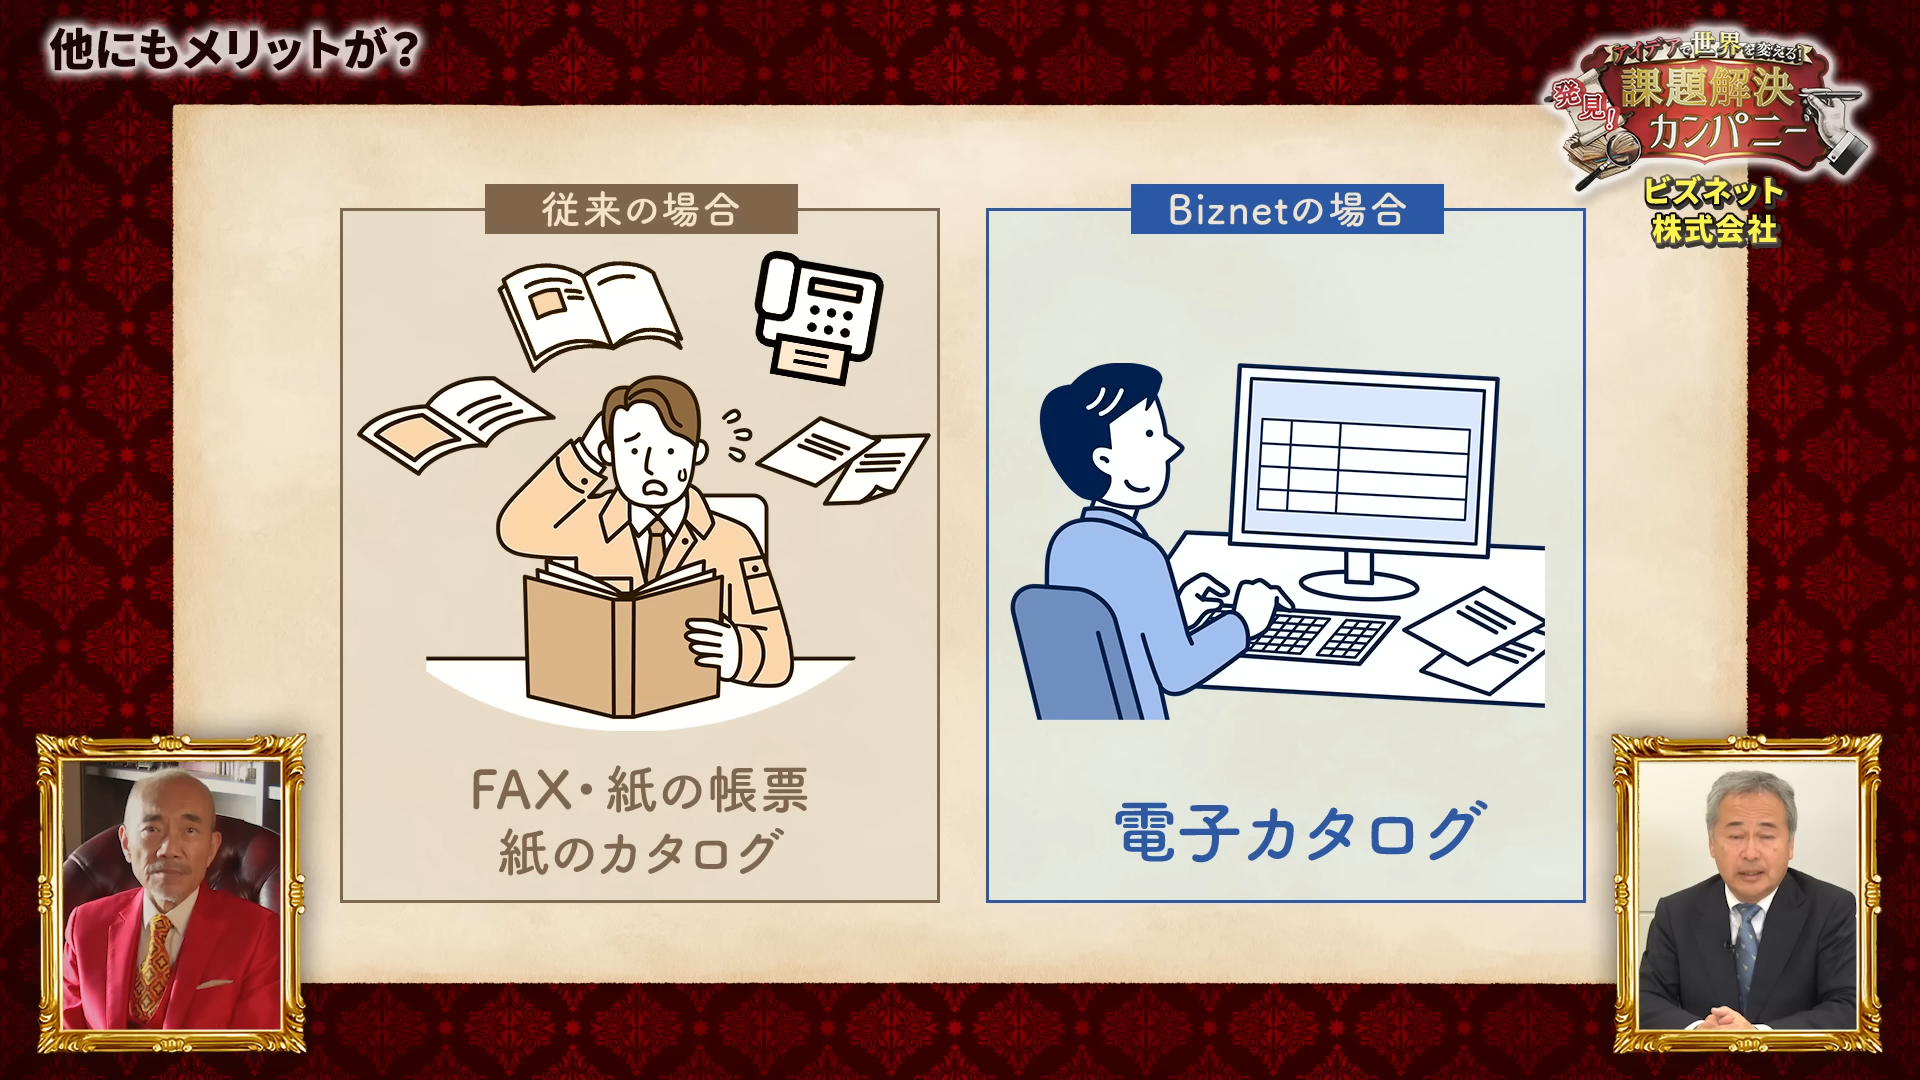 他にもメリットが？
アイデアで世界を変える！
発見！
課題解決
カンパニー
ビズネット
株式会社
従来の場合
FAX・紙の帳票
紙のカタログ
Biznetの場合
電子カタログ